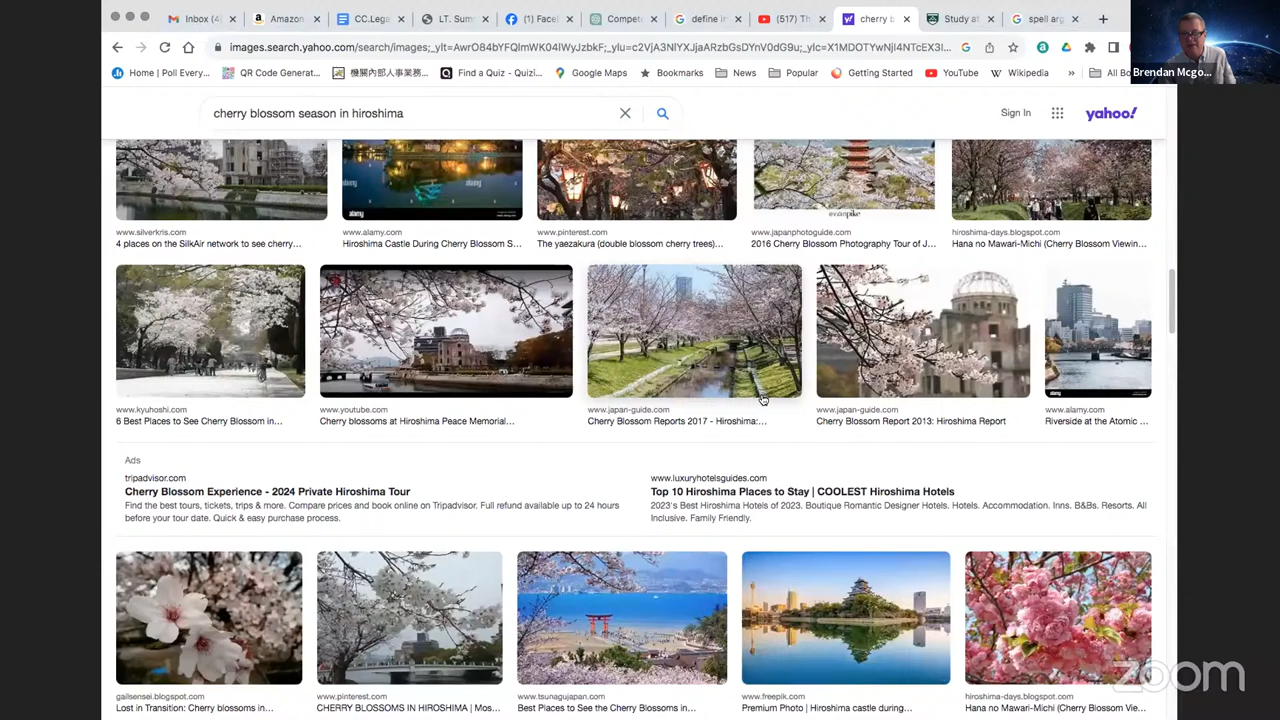 Inbox (4
Amazon
CC.Lega
LT. Sum
(1) Face
Compet
define i
(517) Th
cherry b
Study at
spell arg
images.search.yahoo.com/search/images;_ylt=
Home | Poll Every...
QR Code Generat...
機關內部人事業務...
Find a Quiz - Quizi...
Google Maps
Bookmarks
News
Popular
Getting Started
YouTube
Wikipedia
»
All Bo
Brendan Mcgo...
cherry blossom season in hiroshima
Sign In
yahoo!
alamy
alamy
evanpike
www.silverkris.com
4 places on the SilkAir network to see cherry...
www.alamy.com
Hiroshima Castle During Cherry Blossom S...
www.pinterest.com
The yaezakura (double blossom cherry trees)...
www.japanphotoguide.com
2016 Cherry Blossom Photography Tour of J...
hiroshima-days.blogspot.com
Hana no Mawari-Michi (Cherry Blossom Viewin...
alamy
www.kyuhoshi.com
6 Best Places to See Cherry Blossom in...
www.youtube.com
Cherry blossoms at Hiroshima Peace Memorial...
www.japan-guide.com
Cherry Blossom Reports 2017 - Hiroshima:...
www.japan-guide.com
Cherry Blossom Report 2013: Hiroshima Report
www.alamy.com
Riverside at the Atomic ...
Ads
tripadvisor.com
Cherry Blossom Experience - 2024 Private Hiroshima Tour
Find the best tours, tickets, trips & more. Compare prices and book online on Tripadvisor. Full refund available up to 24 hours
before your tour date. Quick & easy purchase process.
www.luxuryhotelsguides.com
Top 10 Hiroshima Places to Stay | COOLEST Hiroshima Hotels
2023's Best Hiroshima Hotels of 2023. Boutique Romantic Designer Hotels. Hotels. Accommodation. Inns. B&Bs. Resorts. All
Inclusive. Family Friendly.
gailsensei.blogspot.com
Lost in Transition: Cherry blossoms in...
www.pinterest.com
CHERRY BLOSSOMS IN HIROSHIMA | Mos...
www.tsunagujapan.com
Best Places to See the Cherry Blossoms in...
www.freepik.com
Premium Photo | Hiroshima castle during...
hiroshima-days.blogspot.com
Hana no Mawari-Michi (Cherry Blossom Vie...
zoom